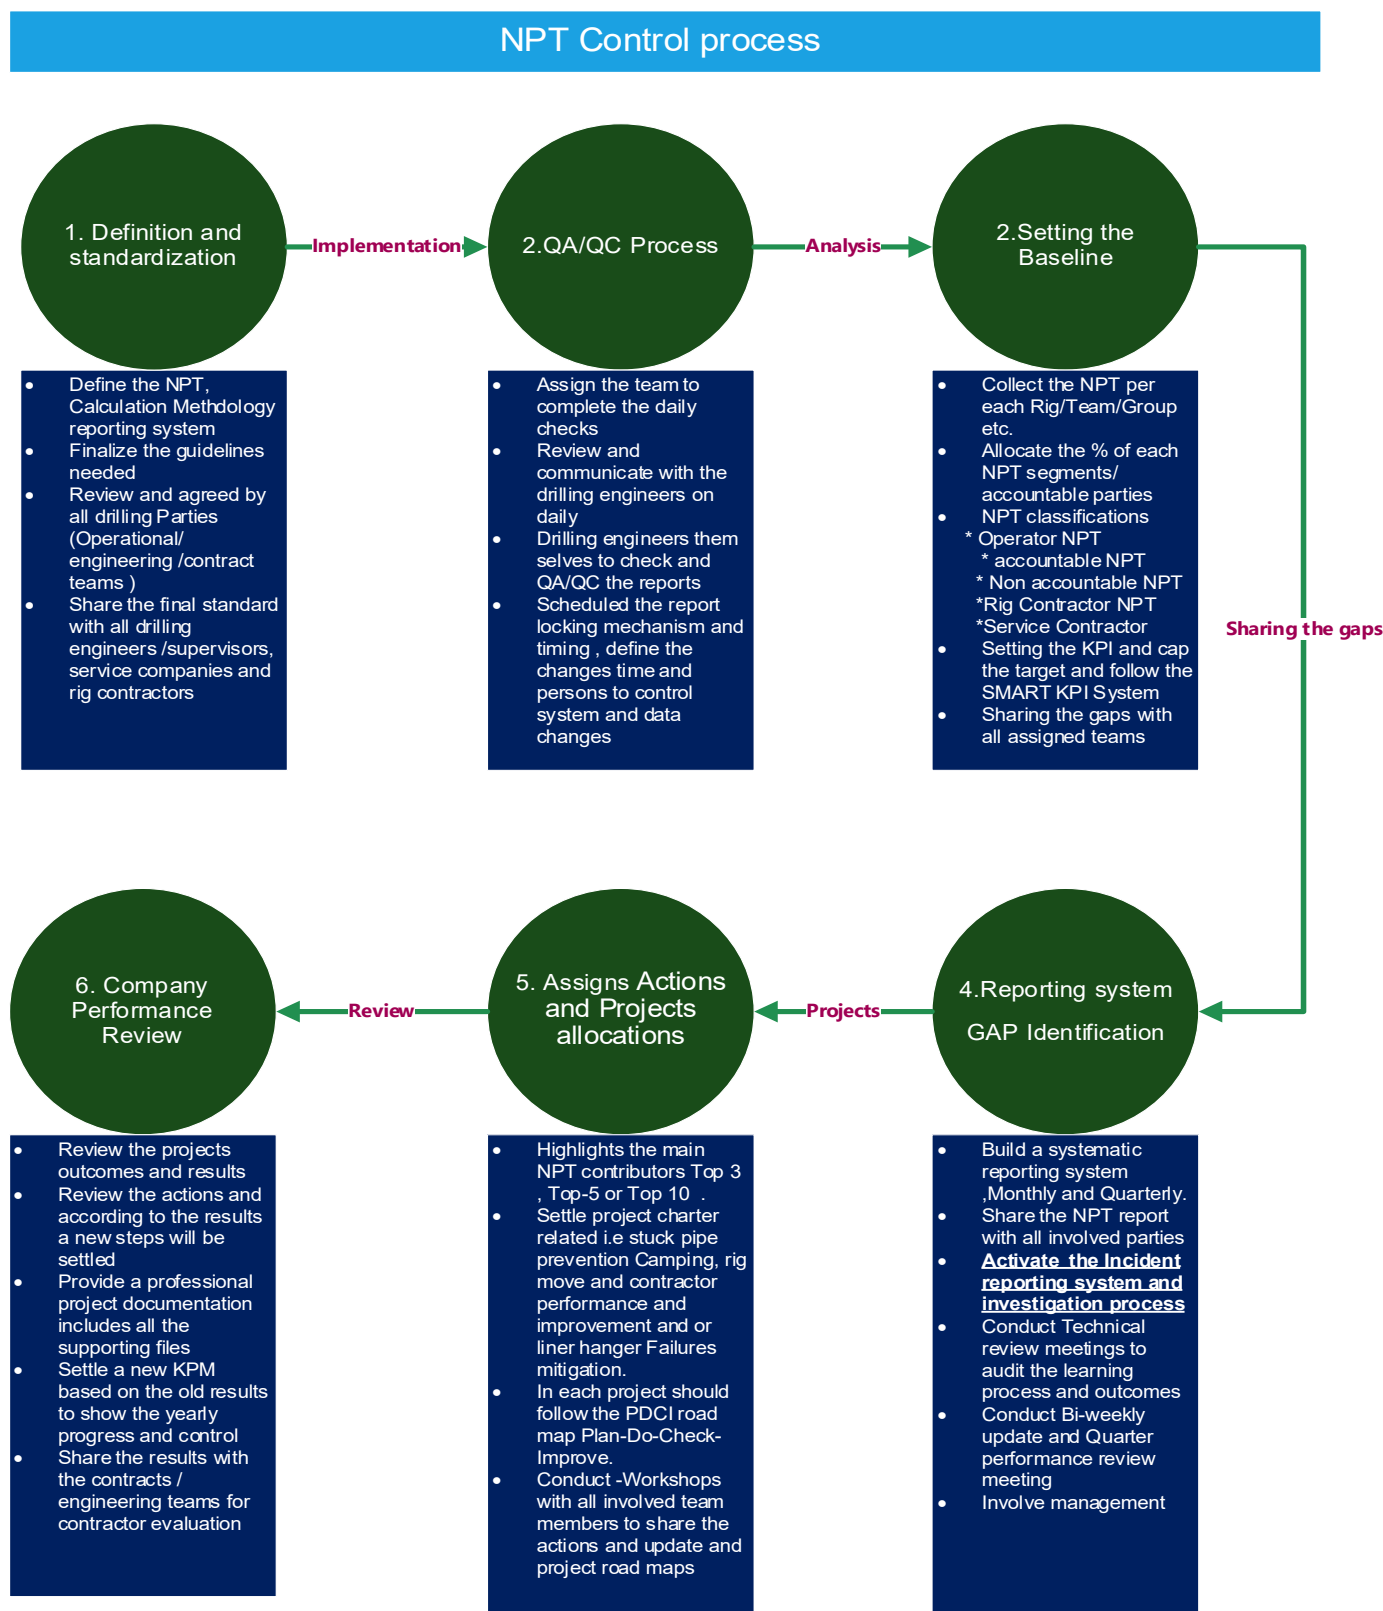 NPT Control process
1. Definition and
standardization
Implementation
2.QA/QC Process
Analysis
2.Setting the
Baseline
Sharing the gaps
• Define the NPT,
Calculation Methdology
reporting system
• Finalize the guidelines
needed
• Review and agreed by
all drilling Parties
(Operational/
engineering /contract
teams )
• Share the final standard
with all drilling
engineers /supervisors,
service companies and
rig contractors
• Assign the team to
complete the daily
checks
• Review and
communicate with the
drilling engineers on
daily
• Drilling engineers them
selves to check and
QA/QC the reports
• Scheduled the report
locking mechanism and
timing , define the
changes time and
persons to control
system and data
changes
• Collect the NPT per
each Rig/Team/Group
etc.
• Allocate the % of each
NPT segments/
accountable parties
• NPT classifications
* Operator NPT
* accountable NPT
* Non accountable NPT
*Rig Contractor NPT
*Service Contractor
• Setting the KPI and cap
the target and follow the
SMART KPI System
• Sharing the gaps with
all assigned teams
4.Reporting system
GAP Identification
Projects
5. Assigns Actions
and Projects
allocations
Review
6. Company
Performance
Review
• Build a systematic
reporting system
,Monthly and Quarterly.
• Share the NPT report
with all involved parties
• Activate the Incident
reporting system and
investigation process
• Conduct Technical
review meetings to
audit the learning
process and outcomes
• Conduct Bi-weekly
update and Quarter
performance review
meeting
• Involve management
• Highlights the main
NPT contributors Top 3
, Top-5 or Top 10 .
• Settle project charter
related i.e stuck pipe
prevention Camping, rig
move and contractor
performance and
improvement and or
liner hanger Failures
mitigation.
• In each project should
follow the PDCI road
map Plan-Do-Check-
Improve.
• Conduct -Workshops
with all involved team
members to share the
actions and update and
project road maps
• Review the projects
outcomes and results
• Review the actions and
according to the results
a new steps will be
settled
• Provide a professional
project documentation
includes all the
supporting files
• Settle a new KPM
based on the old results
to show the yearly
progress and control
• Share the results with
the contracts /
engineering teams for
contractor evaluation